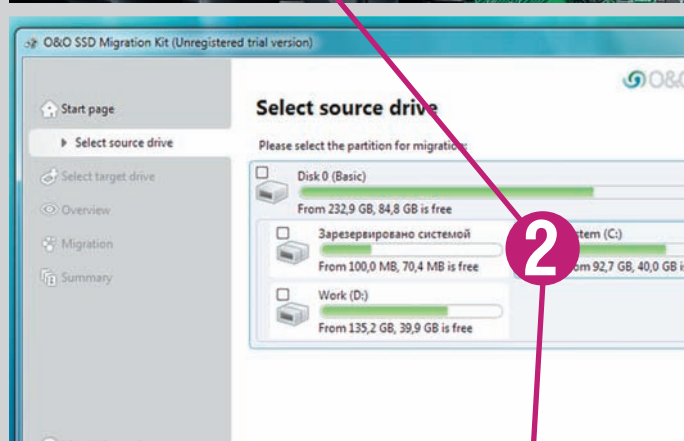 O&O SSD Migration Kit (Unregistered trial version)
O&O
Start page
Select source drive
Select target drive
Overview
Migration
Summary
Select source drive
Please select the partition for migration:
Disk 0 (Basic)
From 232,9 GB, 84,8 GB is free
Зарезервировано системой
From 100,0 MB, 70,4 MB is free
(C:)
92,7 GB, 40,0 GB
Work (D:)
From 135,2 GB, 39,9 GB is free
2